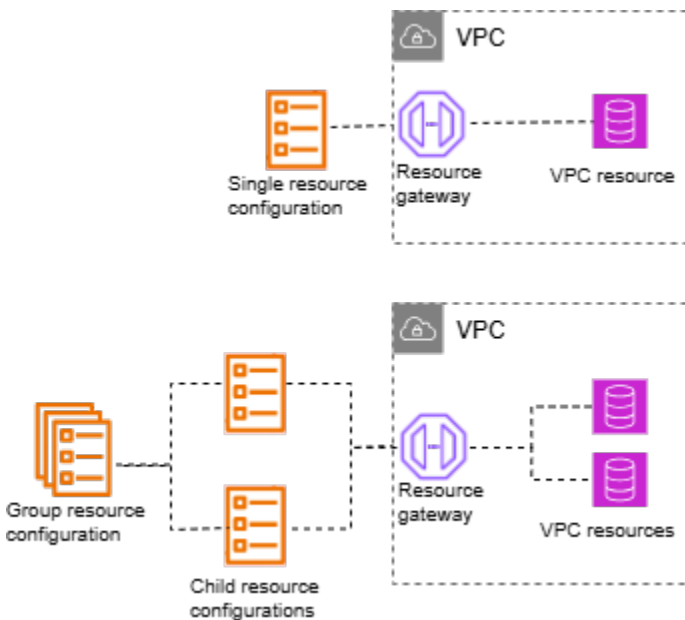 VPC
Single resource
configuration
Resource
gateway
VPC resource
VPC
Group resource
configuration
Child resource
configurations
Resource
gateway
VPC resources